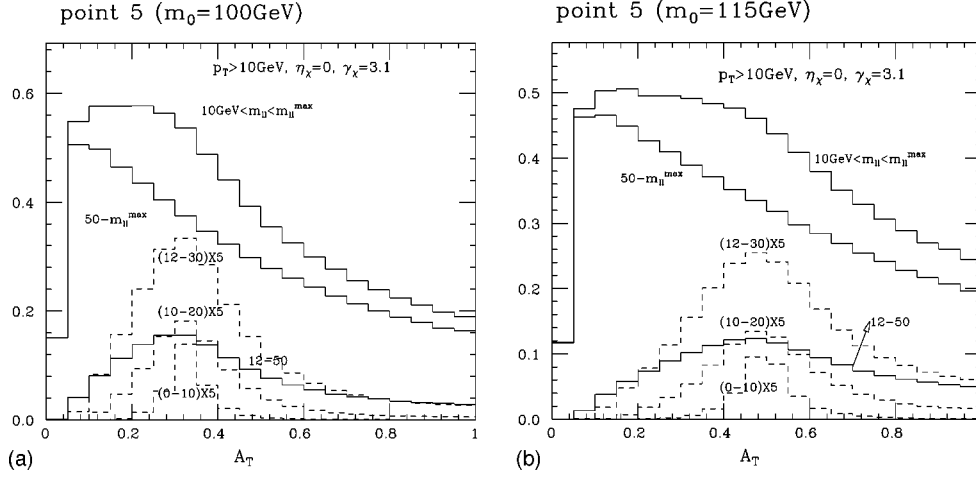 point 5 (m₀=100GeV)
p_T>10GeV, η_χ=0, γ_χ=3.1
10GeV<m_ll<m_ll^max
50-m_ll^max
(12-30)X5
(10-20)X5
12-50
(0-10)X5
0.6
0.4
0.2
0.0
0
0.2
0.4
0.6
0.8
1
(a)
A_T
point 5 (m₀=115GeV)
p_T>10GeV, η_χ=0, γ_χ=3.1
10GeV<m_ll<m_ll^max
50-m_ll^max
(12-30)X5
(10-20)X5
12-50
(0-10)X5
0.5
0.4
0.3
0.2
0.1
0.0
0
0.2
0.4
0.6
0.8
(b)
A_T